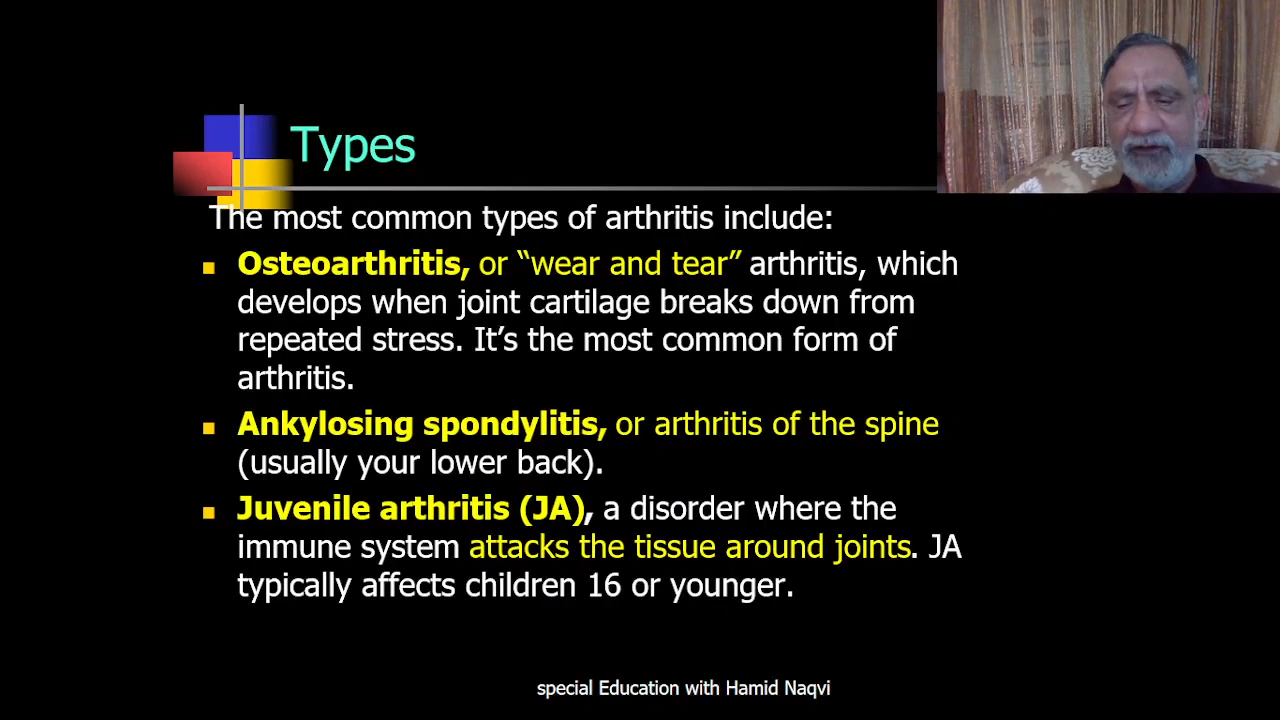 Types
The most common types of arthritis include:
Osteoarthritis, or “wear and tear” arthritis, which
develops when joint cartilage breaks down from
repeated stress. It’s the most common form of
arthritis.
Ankylosing spondylitis, or arthritis of the spine
(usually your lower back).
Juvenile arthritis (JA), a disorder where the
immune system attacks the tissue around joints. JA
typically affects children 16 or younger.
special Education with Hamid Naqvi